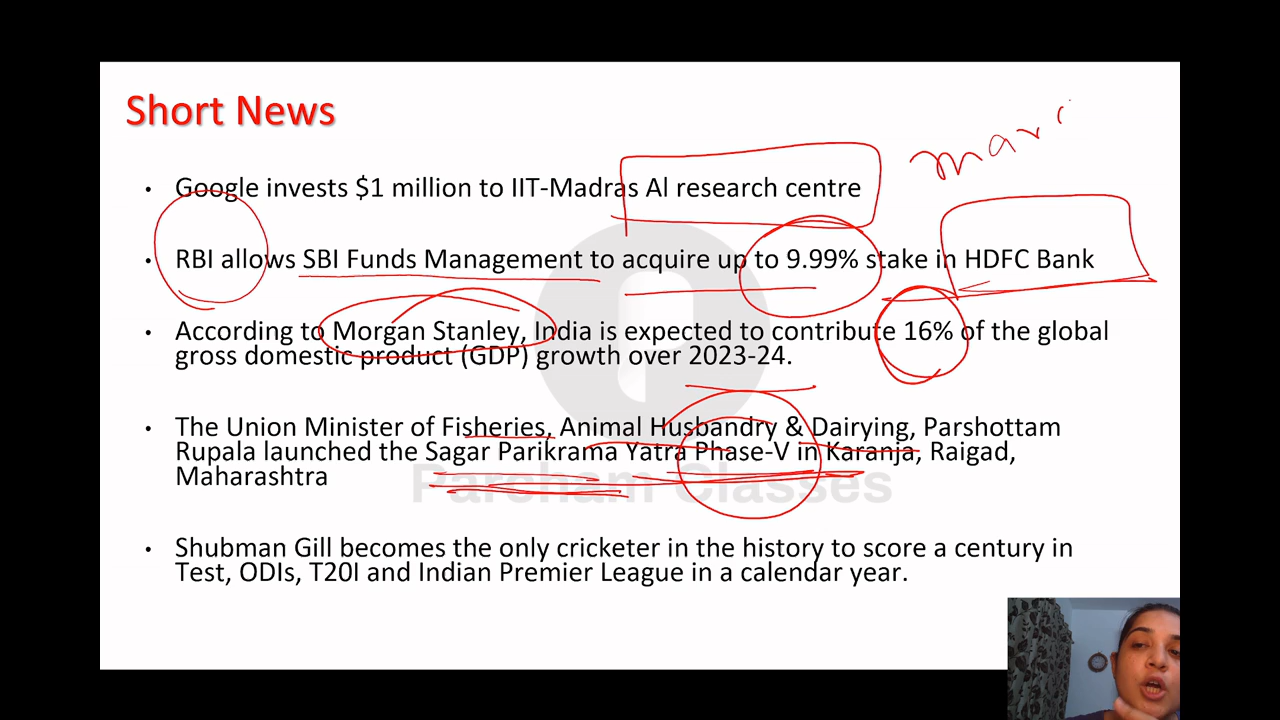 Short News
mar
• Google invests $1 million to IIT-Madras Al research centre
• RBI allows SBI Funds Management to acquire up to 9.99% stake in HDFC Bank
• According to Morgan Stanley, India is expected to contribute 16% of the global
gross domestic product (GDP) growth over 2023-24.
• The Union Minister of Fisheries, Animal Husbandry & Dairying, Parshottam
Rupala launched the Sagar Parikrama Yatra Phase-V in Karanja, Raigad,
Maharashtra
Parcham Classes
• Shubman Gill becomes the only cricketer in the history to score a century in
Test, ODIs, T20I and Indian Premier League in a calendar year.